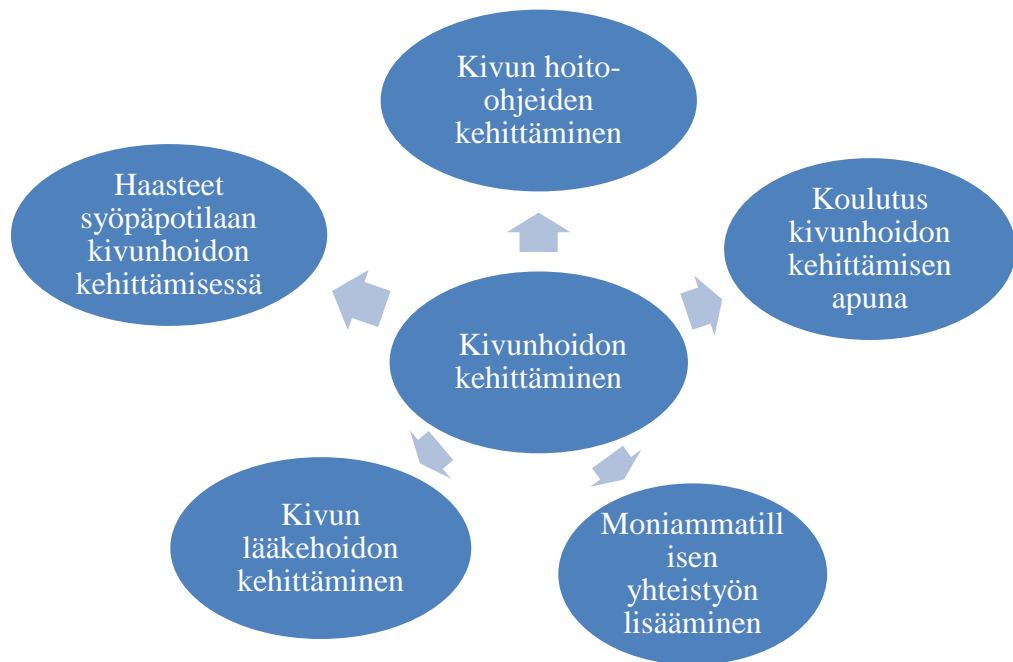 Kivun hoito-
ohjeiden
kehittäminen
Haasteet
syöpäpotilaan
kivunhoidon
kehittämisessä
Koulutus
kivunhoidon
kehittämisen
apuna
Kivunhoidon
kehittäminen
Kivun
lääkehoidon
kehittäminen
Moniammatill
isen
yhteistyön
lisääminen